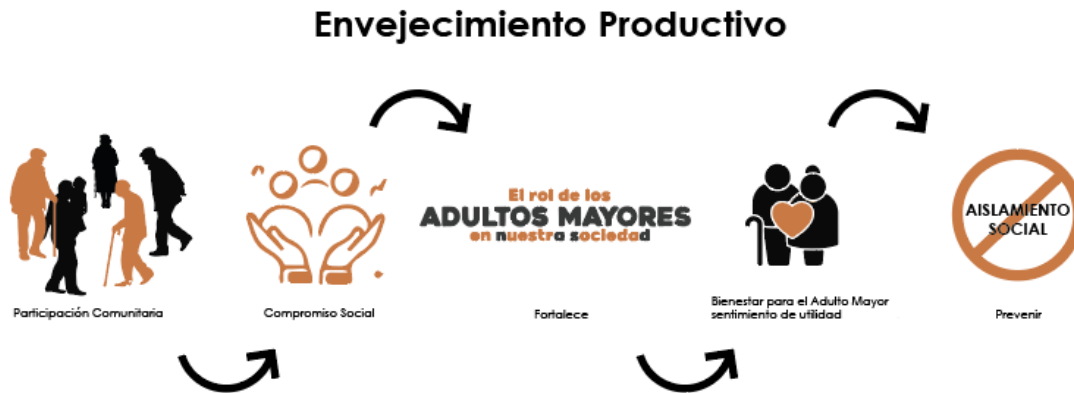 Envejecimiento Productivo
El rol de los
ADULTOS MAYORES
en nuestra sociedad
AISLAMIENTO
SOCIAL
Participación Comunitaria
Compromiso Social
Fortalece
Bienestar para el Adulto Mayor
sentimiento de utilidad
Prevenir